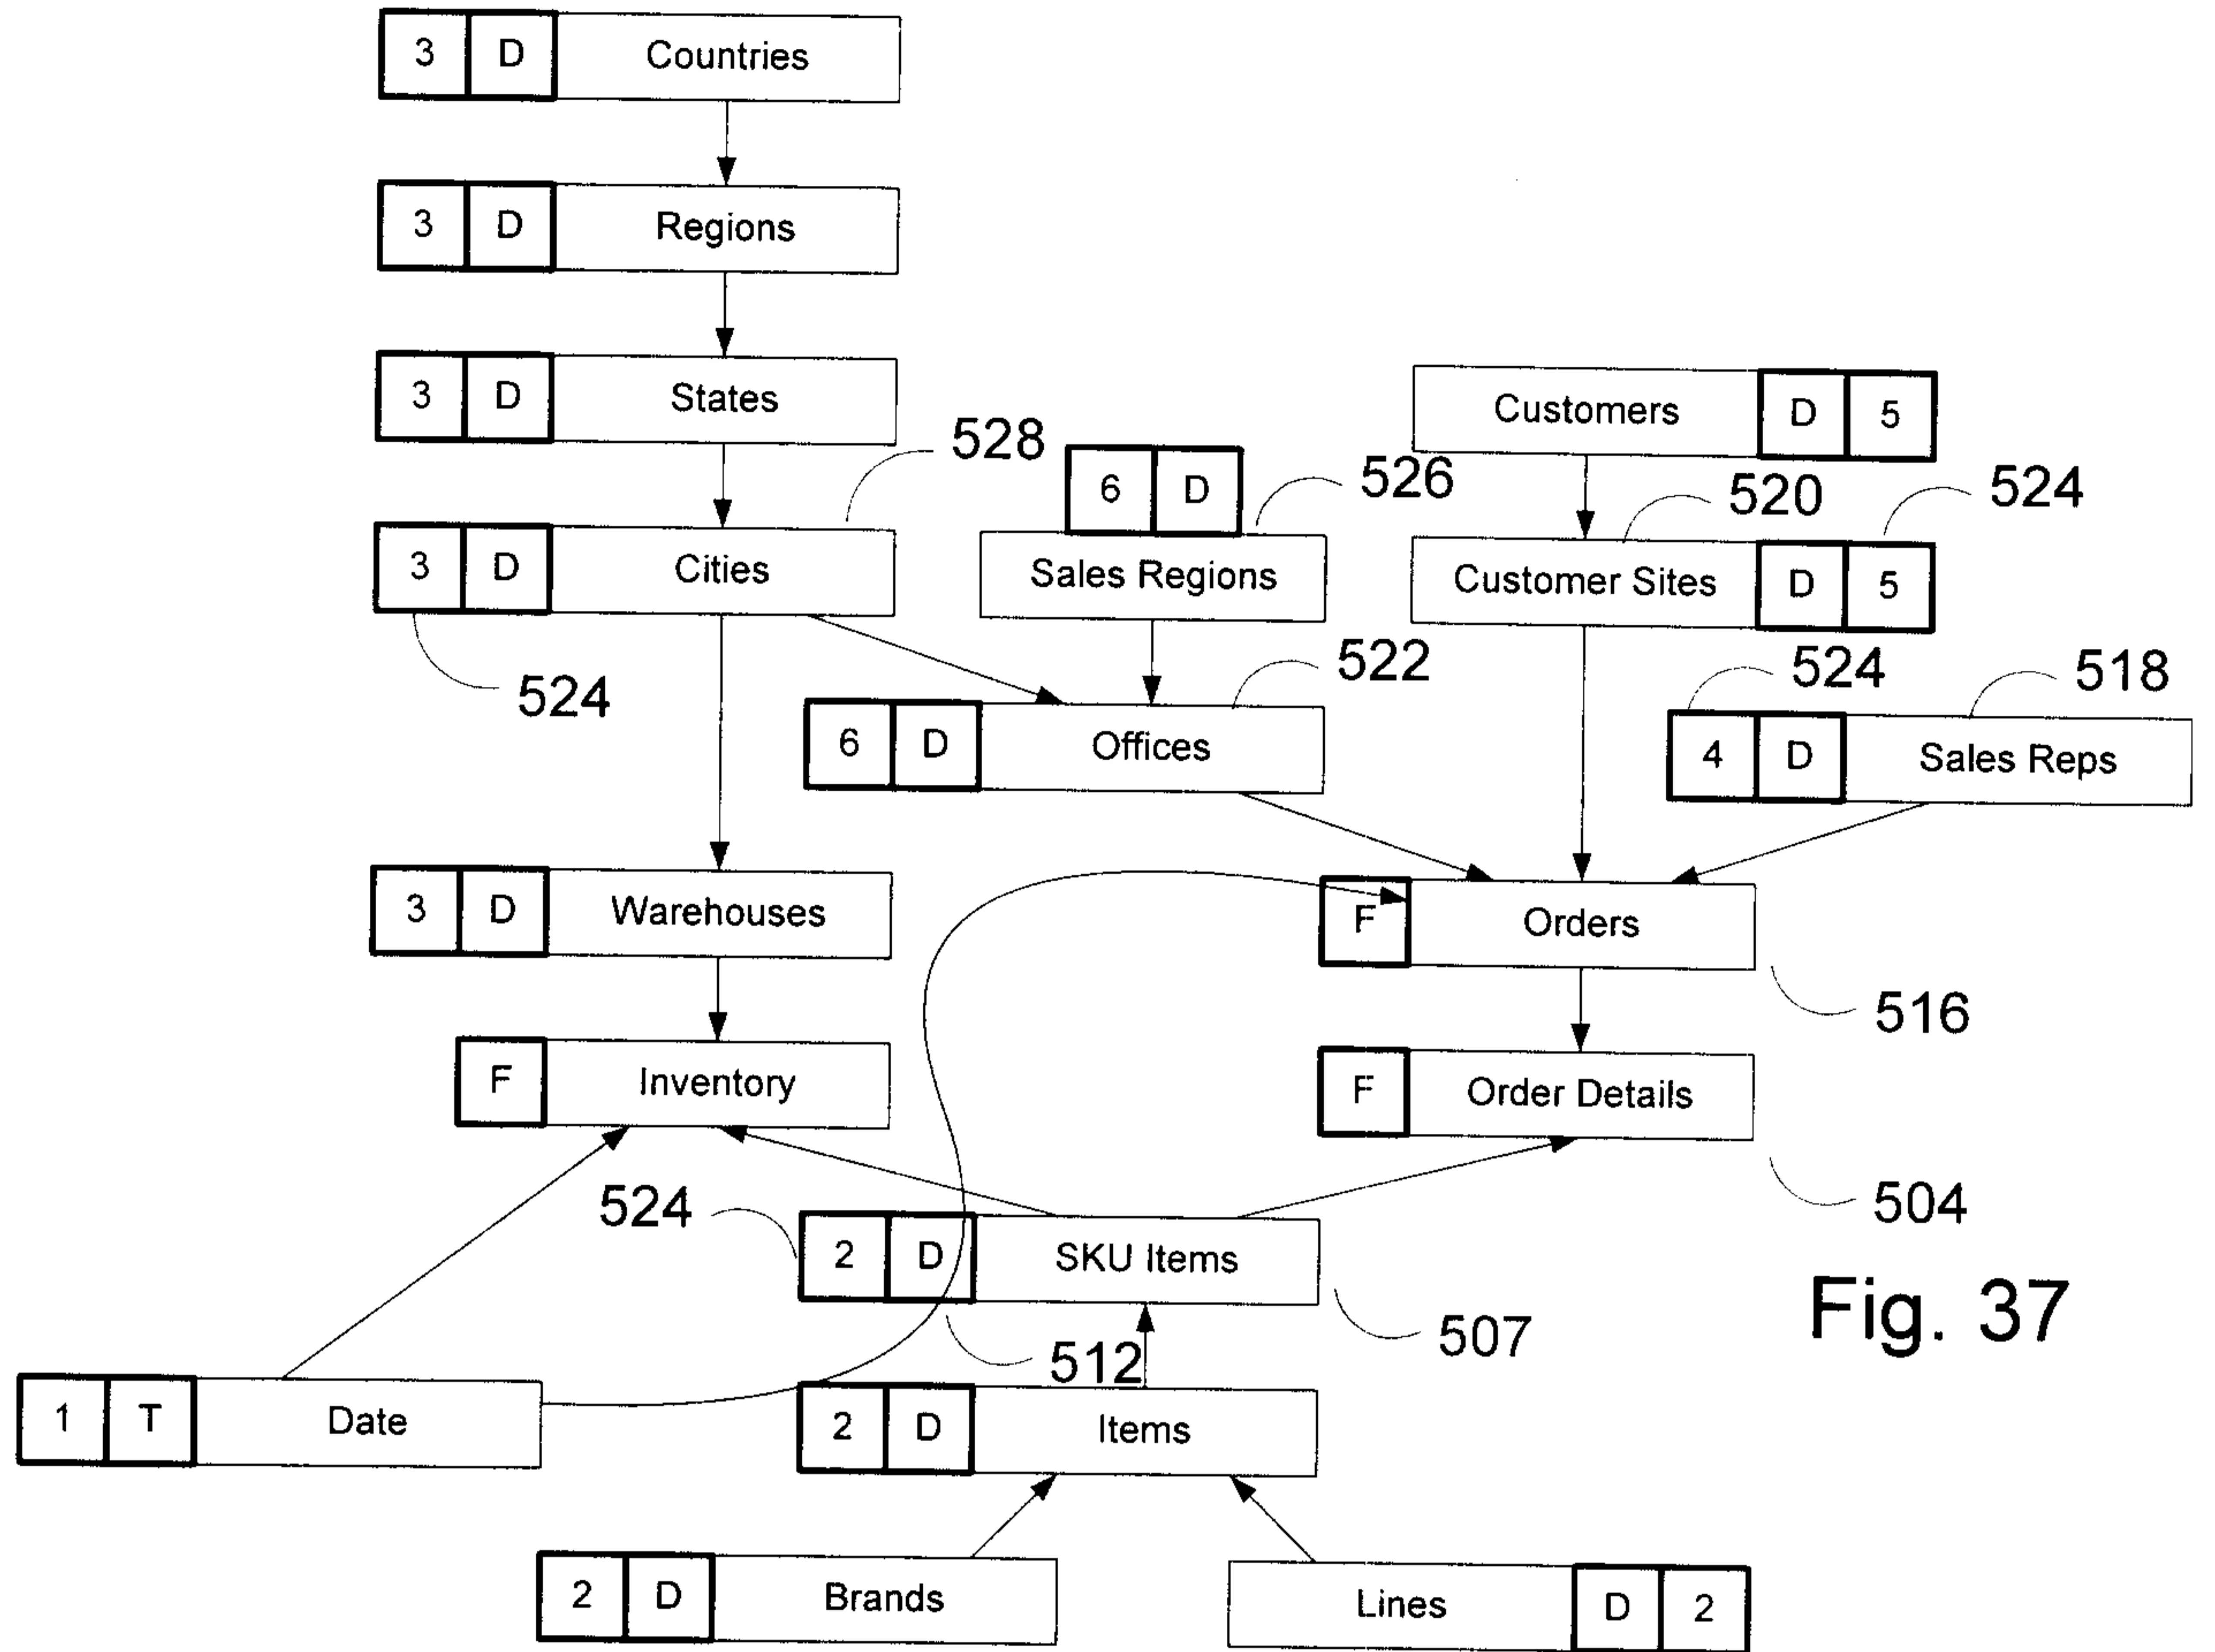 3 D Countries
3 D Regions
3 D States
Customers D 5
528
6 D
526
520
524
3 D Cities
Sales Regions
Customer Sites D 5
524
522
524
518
6 D Offices
4 D Sales Reps
3 D Warehouses
F Orders
516
F Inventory
F Order Details
524
504
2 D SKU Items
507
512
Fig. 37
1 T Date
2 D Items
2 D Brands
Lines D 2